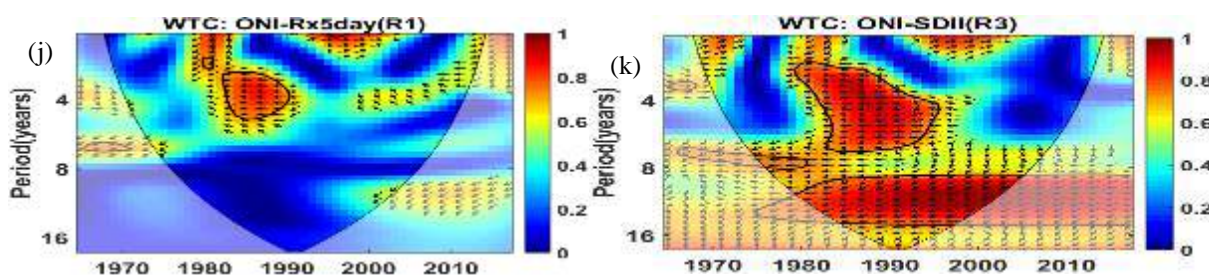 WTC: ONI-Rx5day(R1)
(j)
Period(years)
4
8
16
1970 1980 1990 2000 2010
1
0.8
0.6
0.4
0.2
0
WTC: ONI-SDII(R3)
(k)
Period(years)
4
8
16
1970 1980 1990 2000 2010
1
0.8
0.6
0.4
0.2
0